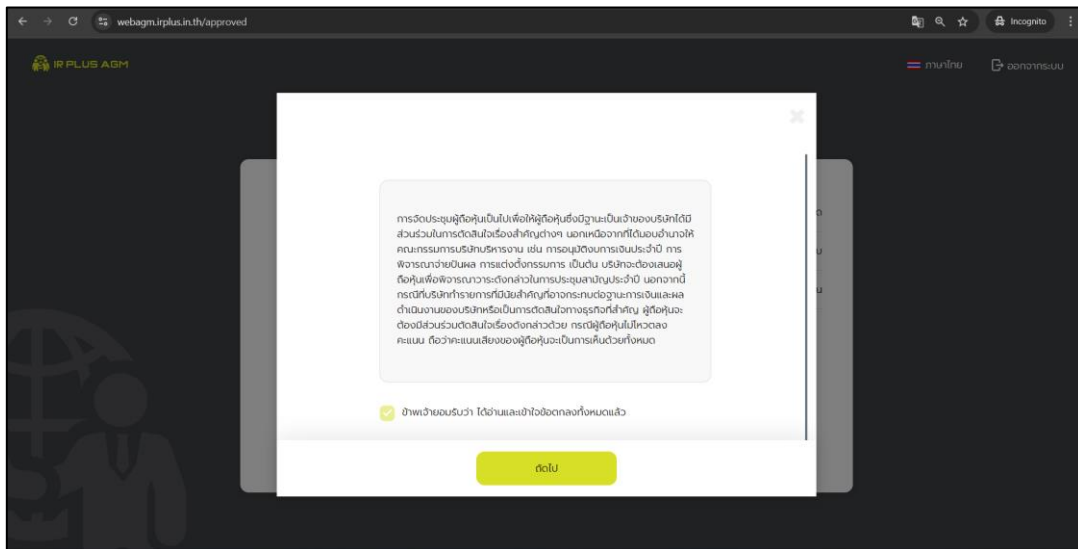 webagm.irplus.in.th/approved
Incognito
IR PLUS AGM
ภาษาไทย
ออกจากระบบ
การจัดประชุมผู้ถือหุ้นเป็นไปเพื่อให้ผู้ถือหุ้นซึ่งมีฐานะเป็นเจ้าของบริษัทได้มี
ส่วนร่วมในการตัดสินใจเรื่องสำคัญต่างๆ นอกเหนือจากที่ได้มอบอำนาจให้
คณะกรรมการบริษัทบริหารงาน เช่น การอนุมัติงบการเงินประจำปี การ
พิจารณาจ่ายปันผล การแต่งตั้งกรรมการ เป็นต้น บริษัทจะต้องเสนอผู้
ถือหุ้นเพื่อพิจารณาวาระดังกล่าวในการประชุมสามัญประจำปี นอกจากนี้
กรณีที่บริษัททำรายการที่มีนัยสำคัญที่อาจกระทบต่อฐานะการเงินและผล
ดำเนินงานของบริษัทหรือเป็นการตัดสินใจทางธุรกิจที่สำคัญ ผู้ถือหุ้นจะ
ต้องมีส่วนร่วมตัดสินใจเรื่องดังกล่าวด้วย กรณีผู้ถือหุ้นไม่โหวตลง
คะแนน ถือว่าคะแนนเสียงของผู้ถือหุ้นจะเป็นการเห็นด้วยทั้งหมด
ข้าพเจ้ายอมรับว่า ได้อ่านและเข้าใจข้อตกลงทั้งหมดแล้ว
ถัดไป